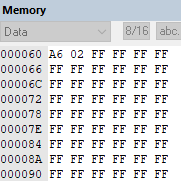 Memory
Data 8/16 abc.
000060 A6 02 FF FF FF FF
000066 FF FF FF FF FF FF
00006C FF FF FF FF FF FF
000072 FF FF FF FF FF FF
000078 FF FF FF FF FF FF
00007E FF FF FF FF FF FF
000084 FF FF FF FF FF FF
00008A FF FF FF FF FF FF
000090 FF FF FF FF FF FF